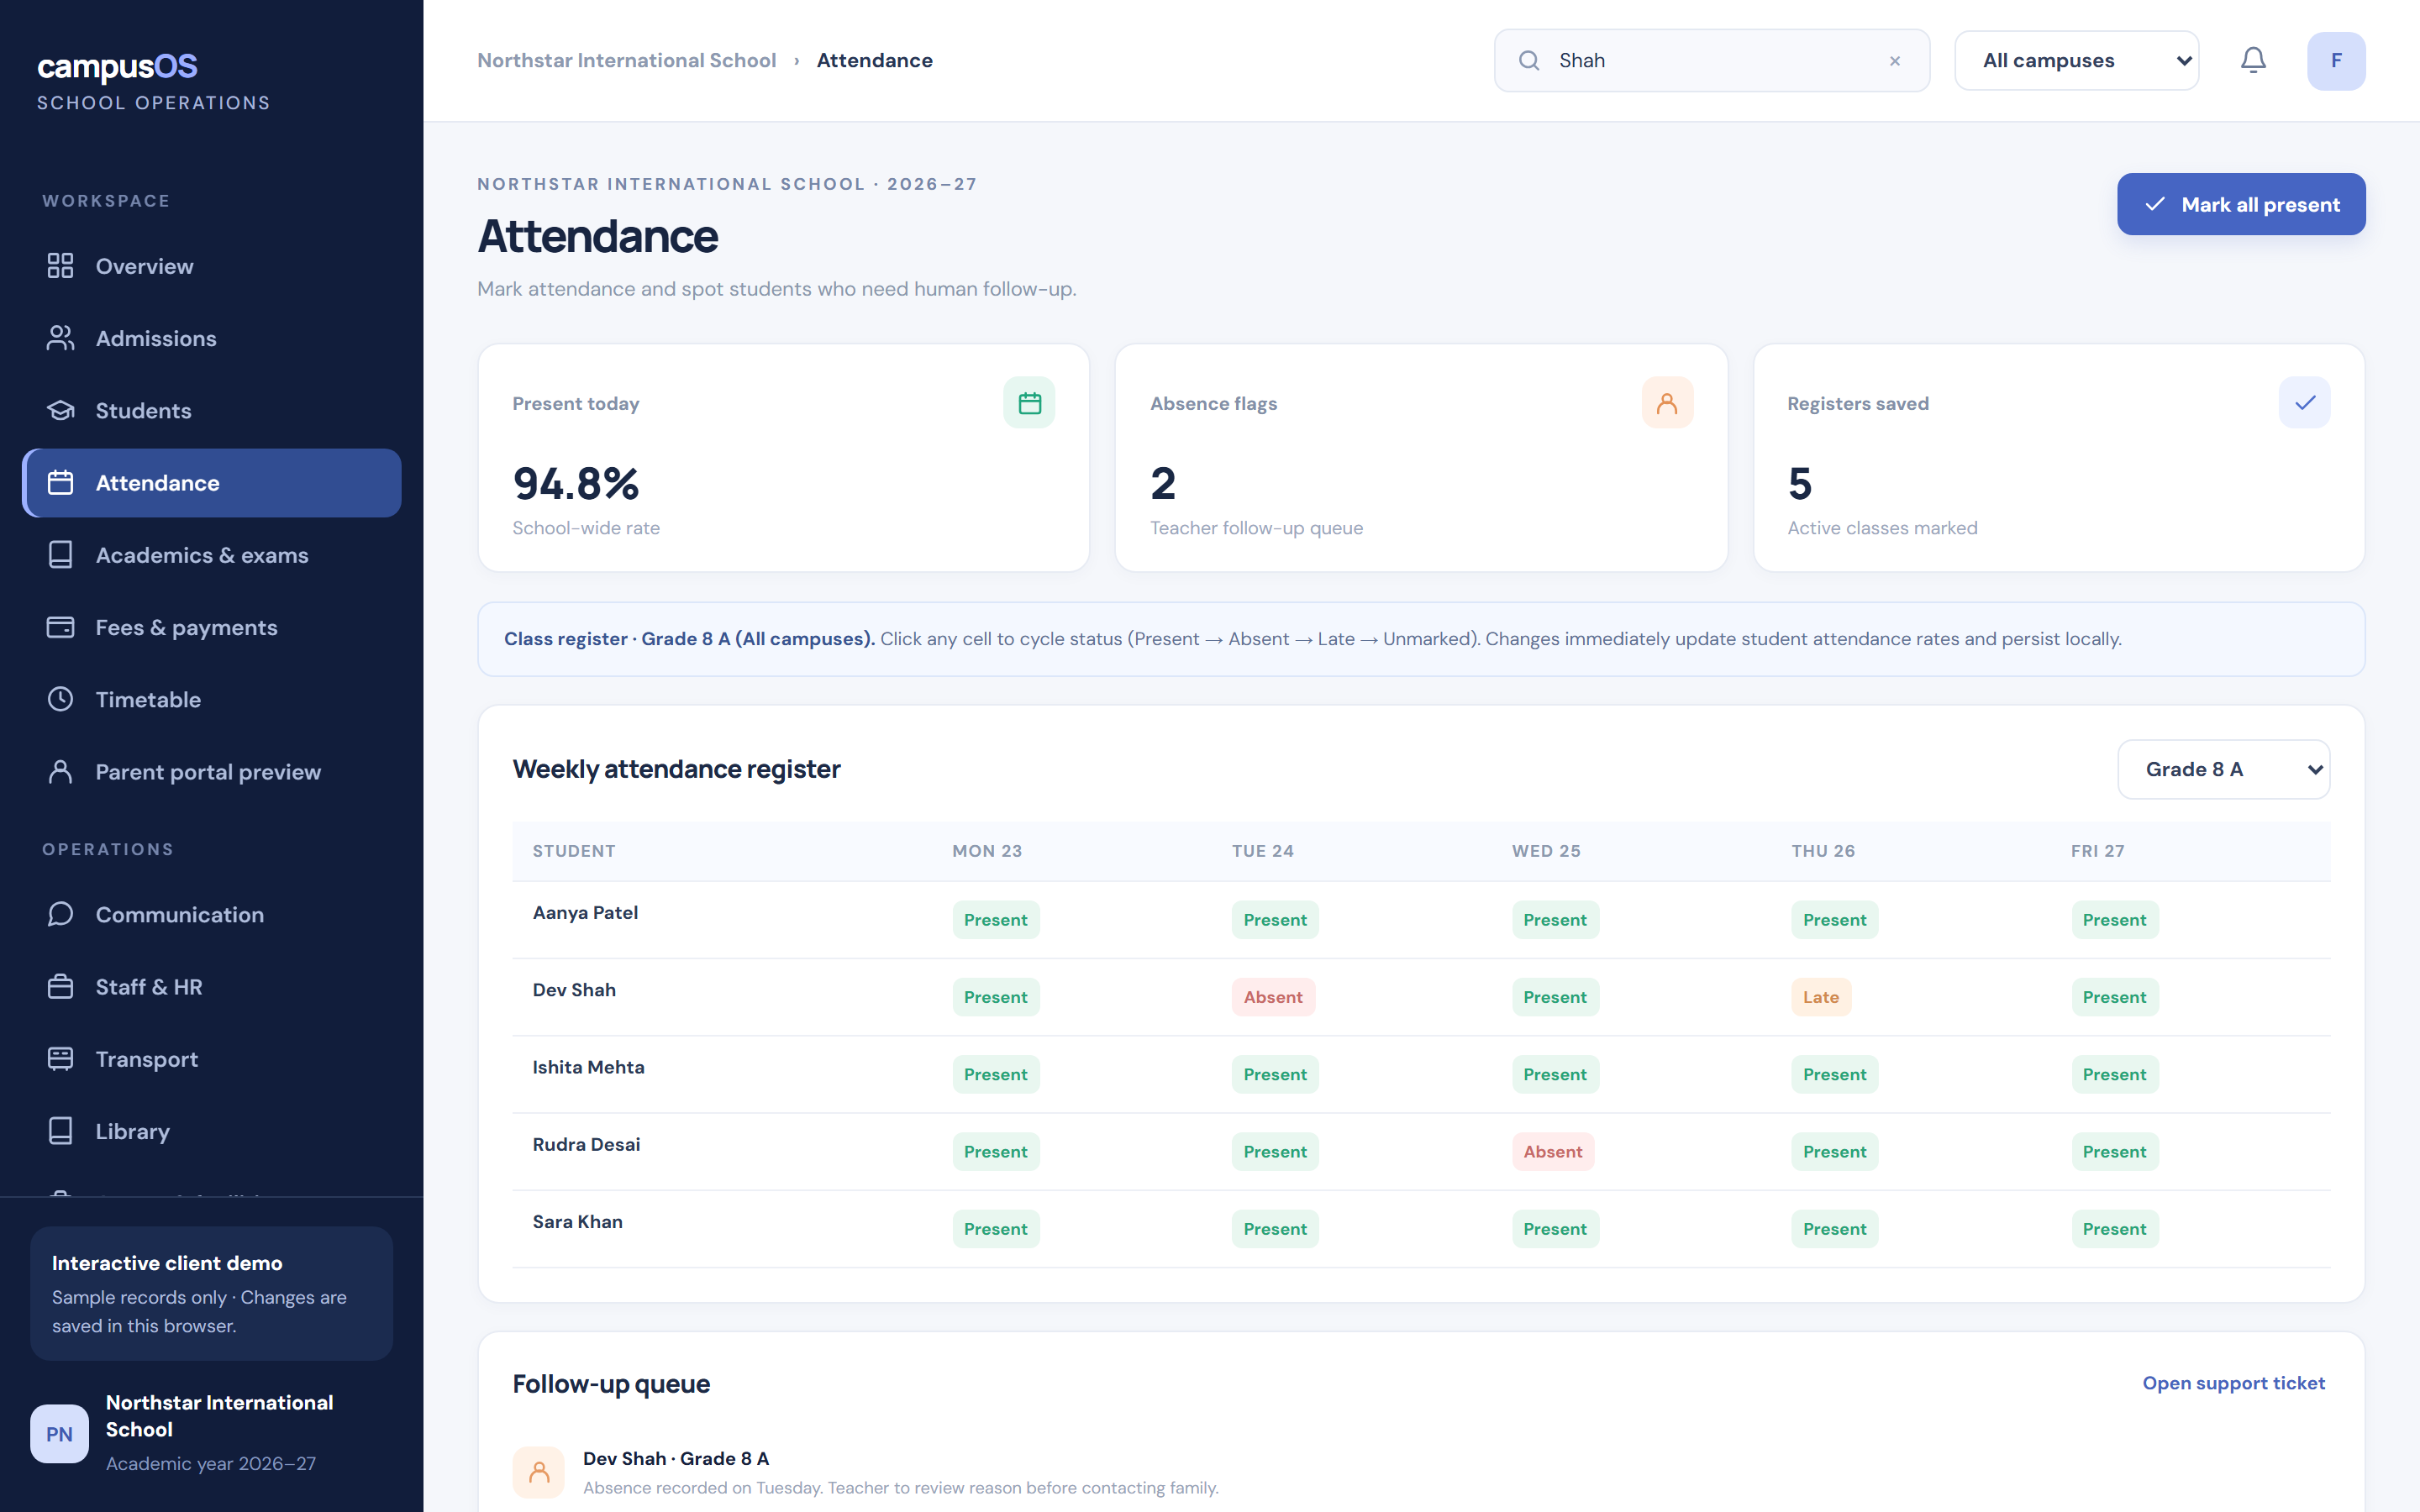 campusOS
SCHOOL OPERATIONS
WORKSPACE
Overview
Admissions
Students
Attendance
Academics & exams
Fees & payments
Timetable
Parent portal preview
OPERATIONS
Communication
Staff & HR
Transport
Library
Interactive client demo
Sample records only · Changes are
saved in this browser.
PN
Northstar International
School
Academic year 2026–27
Northstar International School › Attendance
Shah ×
All campuses
F
NORTHSTAR INTERNATIONAL SCHOOL · 2026–27
Attendance
Mark attendance and spot students who need human follow-up.
Mark all present
Present today
94.8%
School-wide rate
Absence flags
2
Teacher follow-up queue
Registers saved
5
Active classes marked
Class register · Grade 8 A (All campuses). Click any cell to cycle status (Present → Absent → Late → Unmarked). Changes immediately update student attendance rates and persist locally.
Weekly attendance register
Grade 8 A
STUDENT MON 23 TUE 24 WED 25 THU 26 FRI 27
Aanya Patel Present Present Present Present Present
Dev Shah Present Absent Present Late Present
Ishita Mehta Present Present Present Present Present
Rudra Desai Present Present Absent Present Present
Sara Khan Present Present Present Present Present
Follow-up queue
Open support ticket
Dev Shah · Grade 8 A
Absence recorded on Tuesday. Teacher to review reason before contacting family.